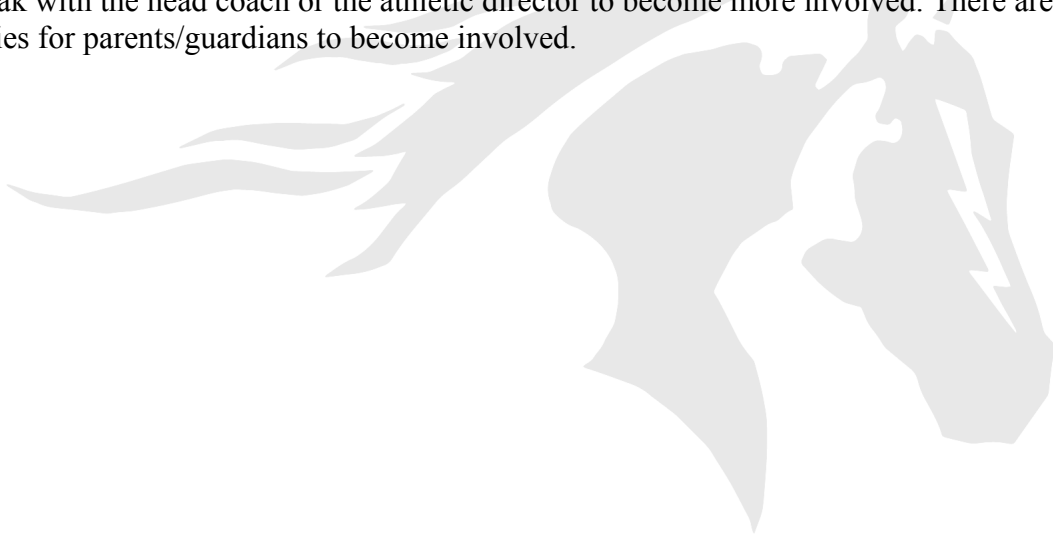 ak with the head coach or the athletic director to become more involved. There are
ies for parents/guardians to become involved.